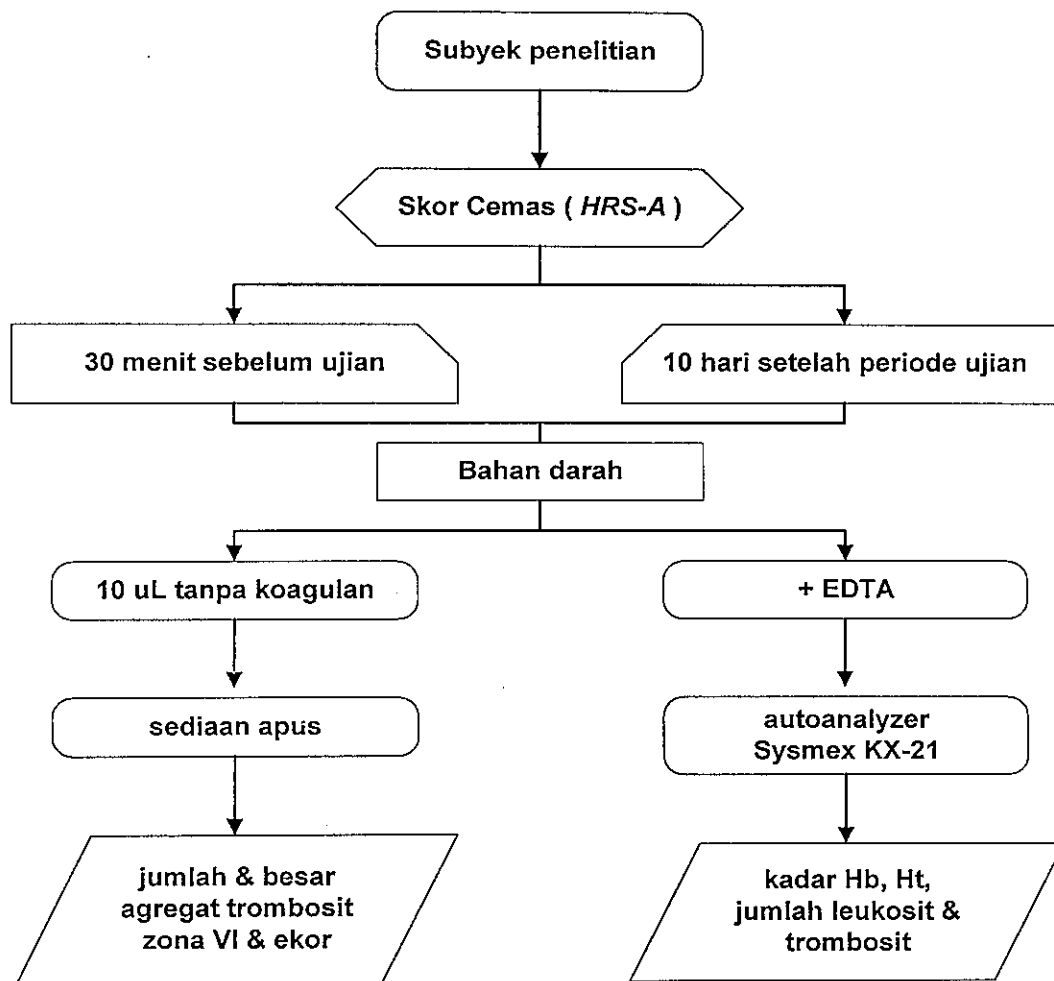 Subyek penelitian
Skor Cemas ( HRS-A )
30 menit sebelum ujian
10 hari setelah periode ujian
Bahan darah
10 uL tanpa koagulan
+ EDTA
sediaan apus
autoanalyzer
Sysmex KX-21
jumlah & besar
agregat trombosit
zona VI & ekor
kadar Hb, Ht,
jumlah leukosit &
trombosit